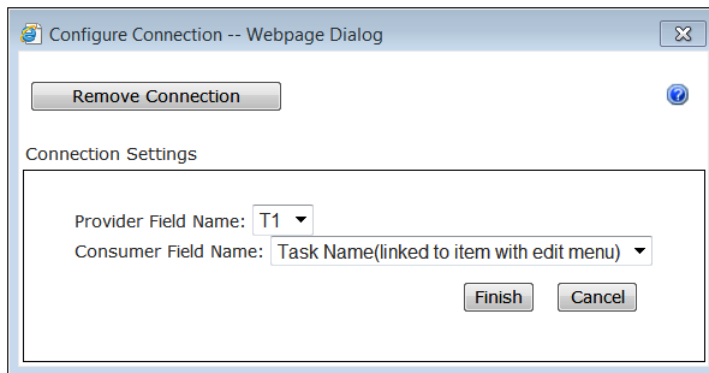 Configure Connection -- Webpage Dialog
Remove Connection
Connection Settings
Provider Field Name: T1
Consumer Field Name: Task Name(linked to item with edit menu)
Finish Cancel